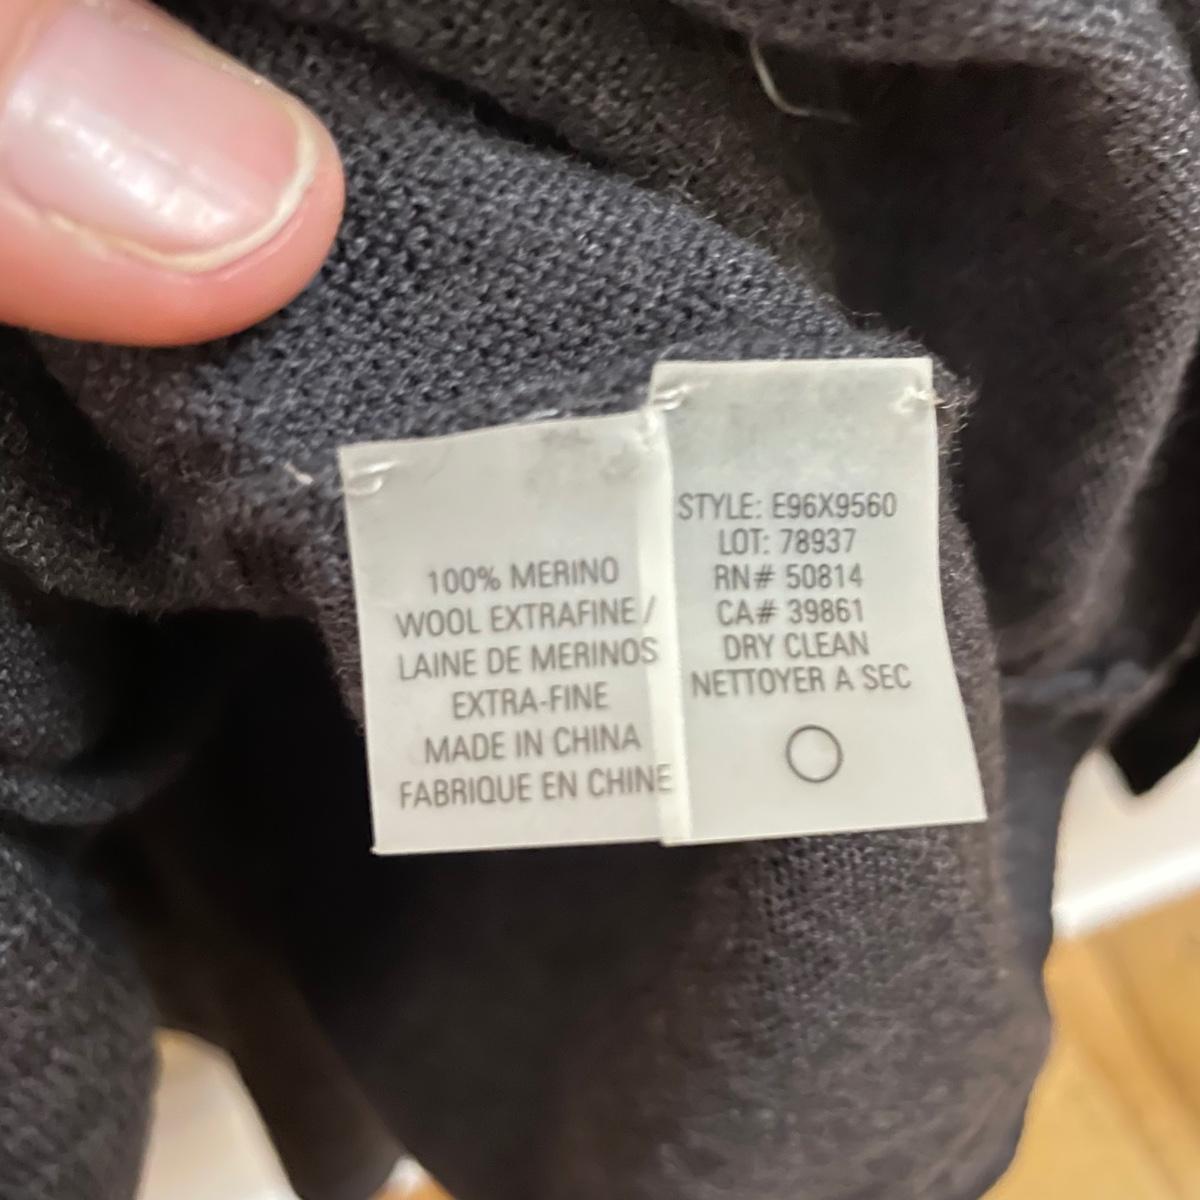 100% MERINO
WOOL EXTRAFINE /
LAINE DE MERINOS
EXTRA-FINE
MADE IN CHINA
FABRIQUE EN CHINE
STYLE: E96X9560
LOT: 78937
RN# 50814
CA# 39861
DRY CLEAN
NETTOYER A SEC